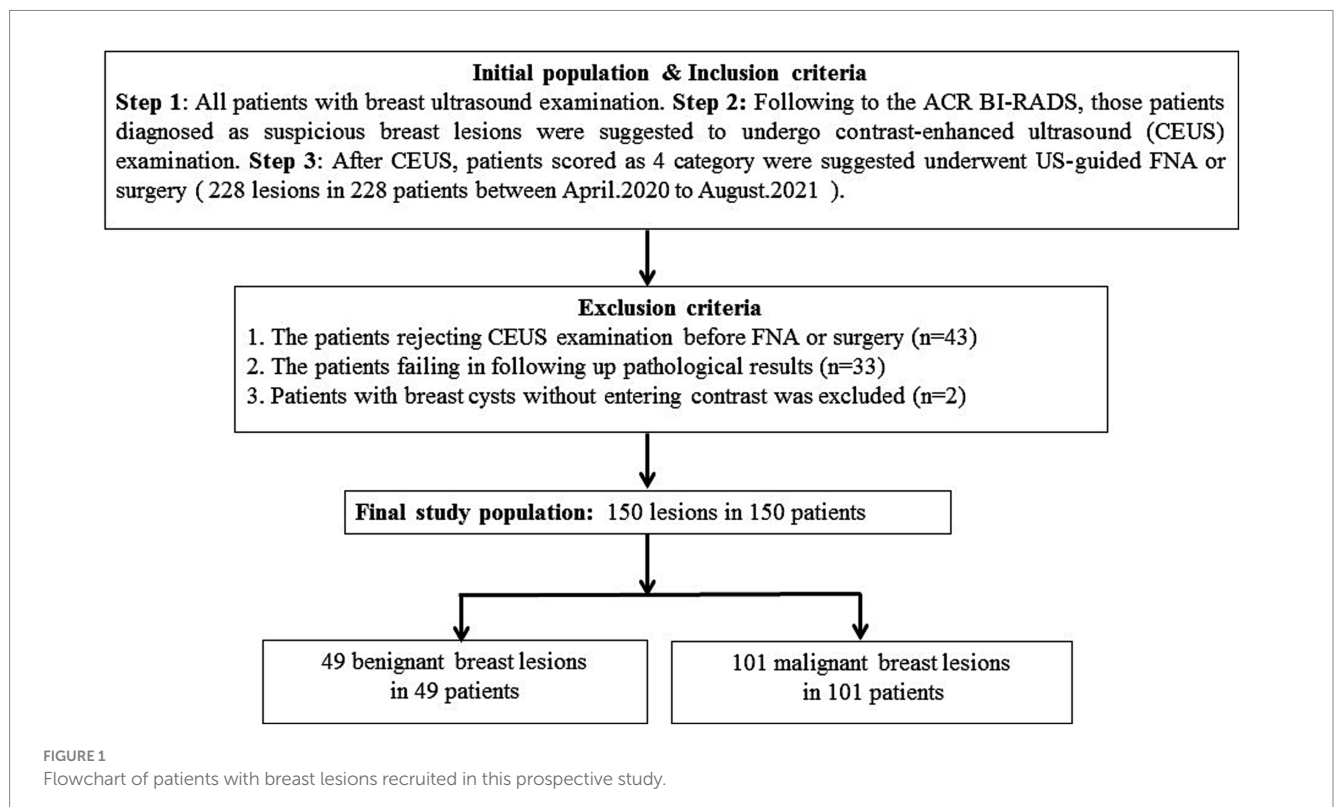 Initial population & Inclusion criteria
Step 1: All patients with breast ultrasound examination. Step 2: Following to the ACR BI-RADS, those patients
diagnosed as suspicious breast lesions were suggested to undergo contrast-enhanced ultrasound (CEUS)
examination. Step 3: After CEUS, patients scored as 4 category were suggested underwent US-guided FNA or
surgery ( 228 lesions in 228 patients between April.2020 to August.2021 ).
Exclusion criteria
1. The patients rejecting CEUS examination before FNA or surgery (n=43)
2. The patients failing in following up pathological results (n=33)
3. Patients with breast cysts without entering contrast was excluded (n=2)
Final study population: 150 lesions in 150 patients
49 benignant breast lesions
in 49 patients
101 malignant breast lesions
in 101 patients
FIGURE 1
Flowchart of patients with breast lesions recruited in this prospective study.